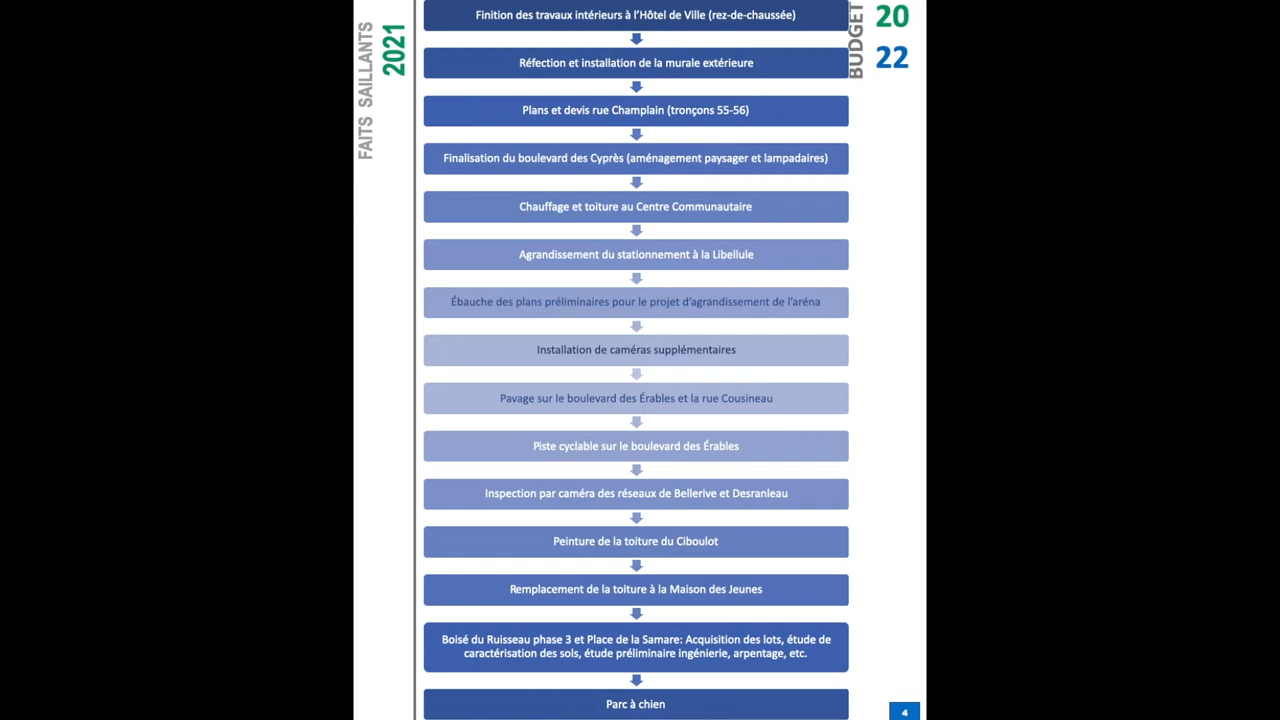 FAITS SAILLANTS
2021
BUDGET
20
22
Finition des travaux intérieurs à l'Hôtel de Ville (rez-de-chaussée)
Réfection et installation de la murale extérieure
Plans et devis rue Champlain (tronçons 55-56)
Finalisation du boulevard des Cyprès (aménagement paysager et lampadaires)
Chauffage et toiture au Centre Communautaire
Agrandissement du stationnement à la Libellule
Ébauche des plans préliminaires pour le projet d'agrandissement de l'aréna
Installation de caméras supplémentaires
Pavage sur le boulevard des Érables et la rue Cousineau
Piste cyclable sur le boulevard des Érables
Inspection par caméra des réseaux de Bellerive et Desranleau
Peinture de la toiture du Ciboulot
Remplacement de la toiture à la Maison des Jeunes
Boisé du Ruisseau phase 3 et Place de la Samare: Acquisition des lots, étude de
caractérisation des sols, étude préliminaire ingénierie, arpentage, etc.
Parc à chien
4